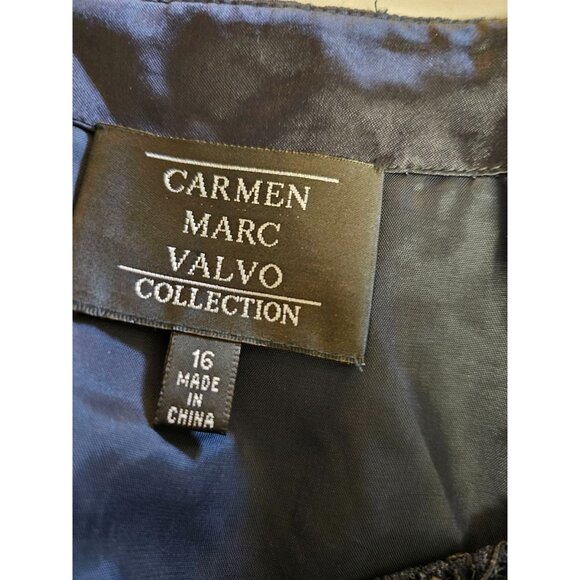 CARMEN
MARC
VALVO
COLLECTION
16
MADE
IN
CHINA